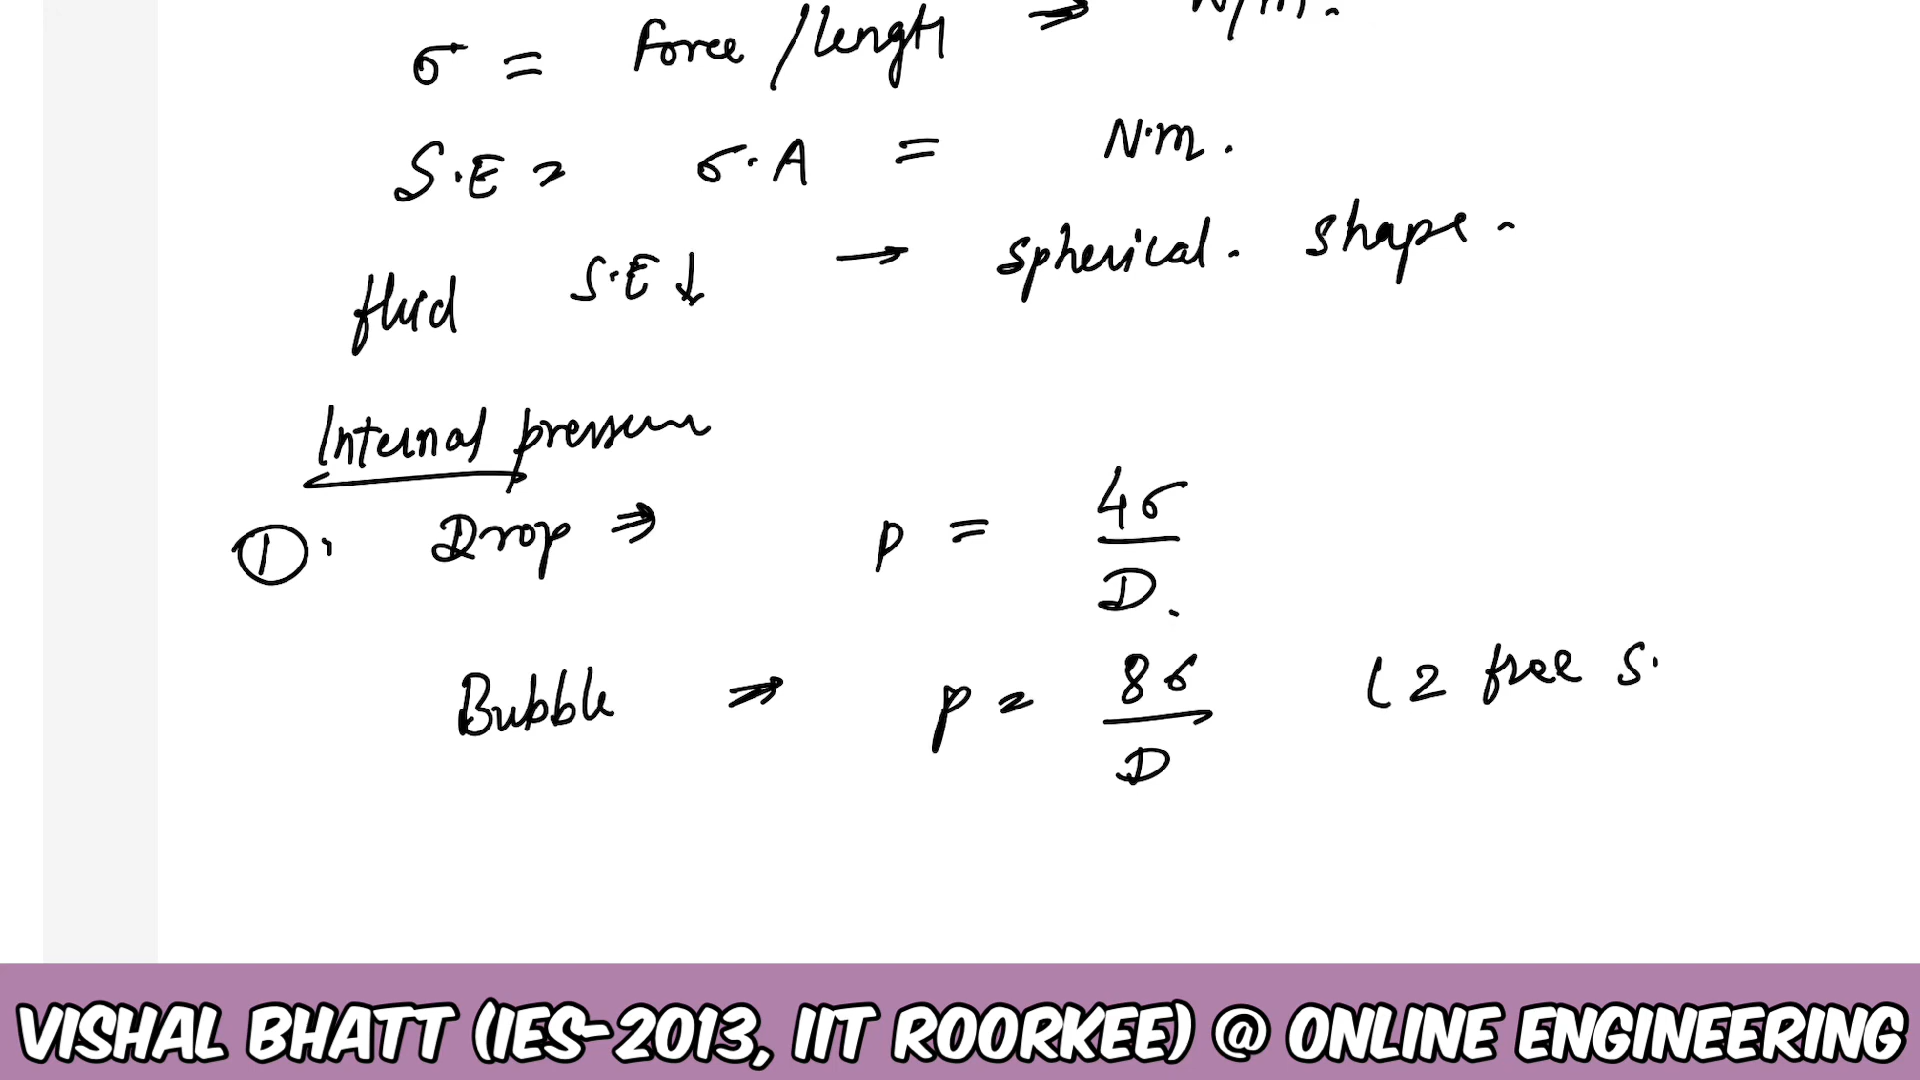 σ = Force/length ⇒ N/m.
S.E = σ.A = N.m.
fluid S.E↓ → spherical. shape.
Internal pressure
①. Drop ⇒ p = 4σ/D.
Bubble ⇒ p = 8σ/D (2 free s.
VISHAL BHATT (IES-2013, IIT ROORKEE) @ ONLINE ENGINEERING